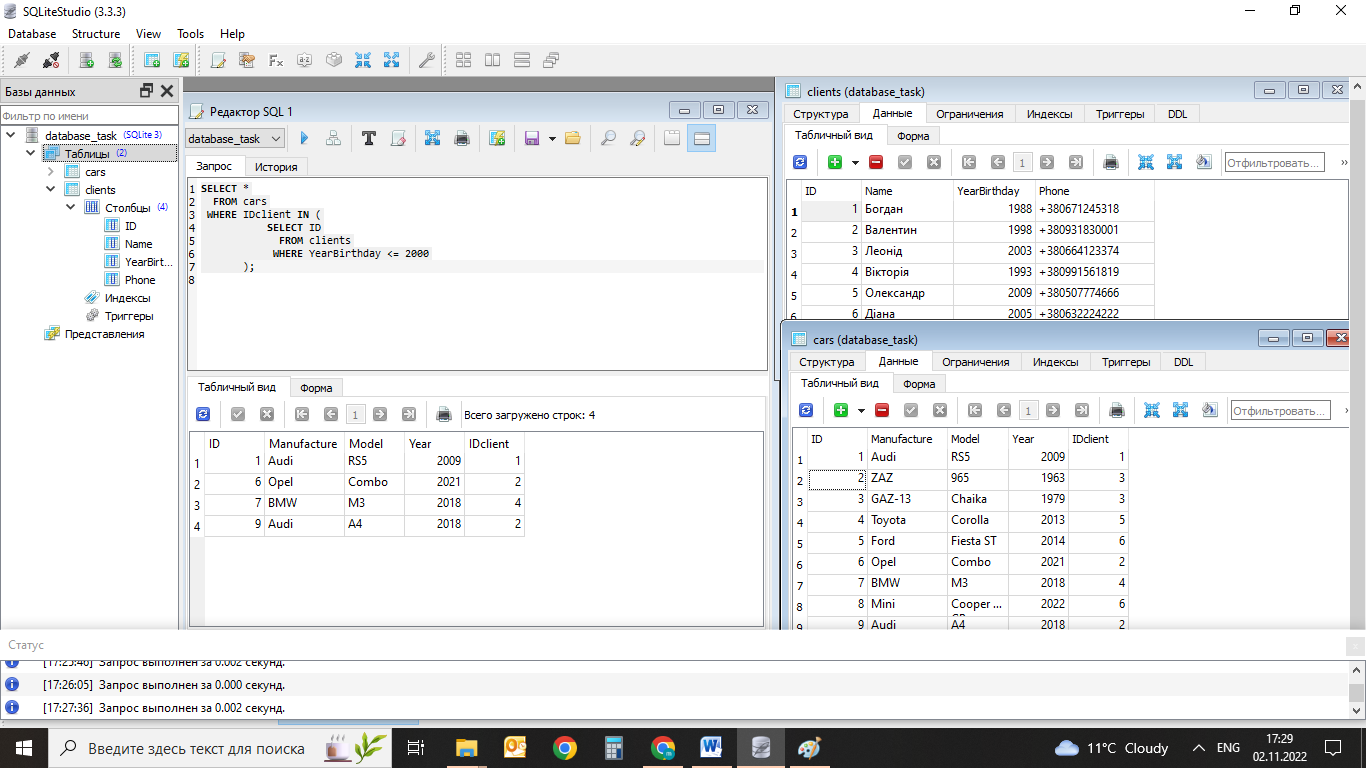 SQLiteStudio (3.3.3)
Database Structure View Tools Help
Базы данных
Фильтр по имени
database_task (SQLite 3)
Таблицы (2)
cars
clients
Столбцы (4)
ID
Name
YearBirt...
Phone
Индексы
Триггеры
Представления
Редактор SQL 1
database_task
Запрос История
1 SELECT *
2 FROM cars
3 WHERE IDclient IN (
4 SELECT ID
5 FROM clients
6 WHERE YearBirthday <= 2000
7 );
8
Табличный вид Форма
1 Всего загружено строк: 4
ID Manufacture Model Year IDclient
1 1 Audi RS5 2009 1
2 6 Opel Combo 2021 2
3 7 BMW M3 2018 4
4 9 Audi A4 2018 2
clients (database_task)
Структура Данные Ограничения Индексы Триггеры DDL
Табличный вид Форма
1 Отфильтровать... »
ID Name YearBirthday Phone
1 1 Богдан 1988 +380671245318
2 2 Валентин 1998 +380931830001
3 3 Леонід 2003 +380664123374
4 4 Вікторія 1993 +380991561819
5 5 Олександр 2009 +380507774666
6 6 Діана 2005 +380632224222
cars (database_task)
Структура Данные Ограничения Индексы Триггеры DDL
Табличный вид Форма
1 Отфильтровать...
ID Manufacture Model Year IDclient
1 1 Audi RS5 2009 1
2 2 ZAZ 965 1963 3
3 3 GAZ-13 Chaika 1979 3
4 4 Toyota Corolla 2013 5
5 5 Ford Fiesta ST 2014 6
6 6 Opel Combo 2021 2
7 7 BMW M3 2018 4
8 8 Mini Cooper ... 2022 6
9 9 Audi A4 2018 2
Статус
[17:25:46] Запрос выполнен за 0.002 секунд.
[17:26:05] Запрос выполнен за 0.000 секунд.
[17:27:36] Запрос выполнен за 0.002 секунд.
Введите здесь текст для поиска
11°C Cloudy
ENG
17:29
02.11.2022